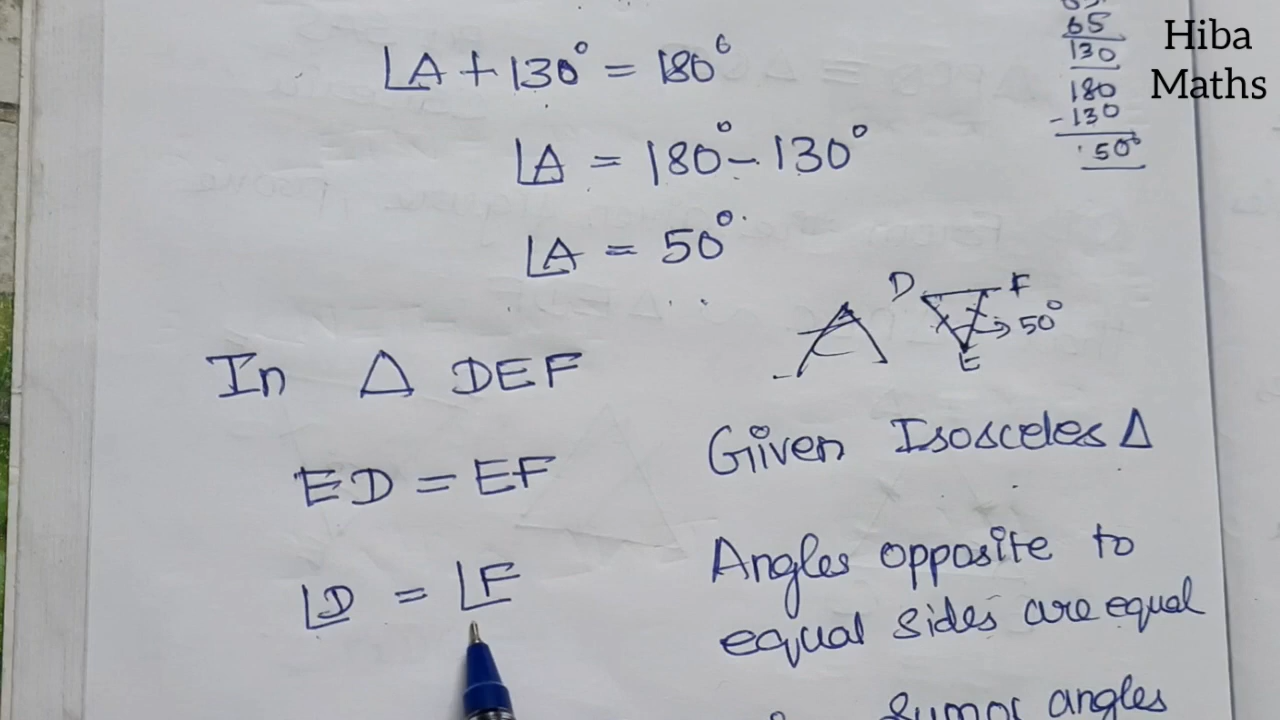 ∟A + 130° = 180°
∟A = 180° - 130°
∟A = 50°
65
130
180
-130
50°
Hiba
Maths
D F
50°
E
In Δ DEF
ED = EF Given Isosceles Δ
∟D = ∟F Angles opposite to
equal sides are equal
angles